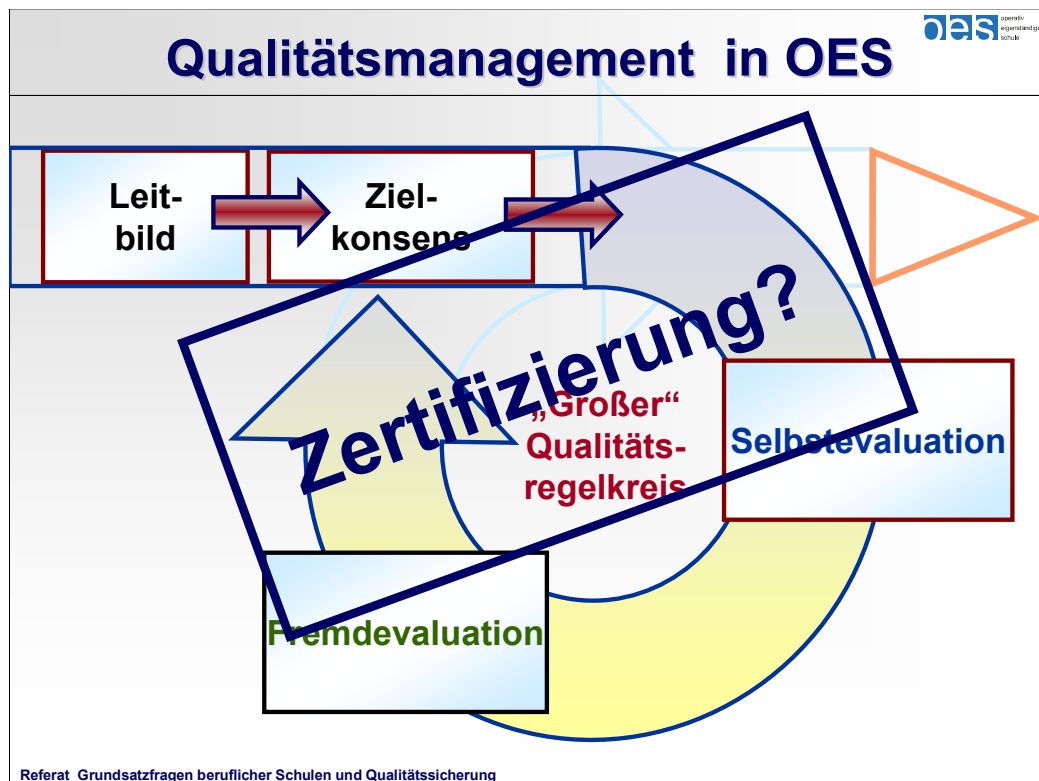 Qualitätsmanagement in OES
oes operativ
eigenständige
schule
Leit-
bild
Ziel-
konsens
Zertifizierung?
„Großer“
Qualitäts-
regelkreis
Selbstevaluation
Fremdevaluation
Referat Grundsatzfragen beruflicher Schulen und Qualitätssicherung